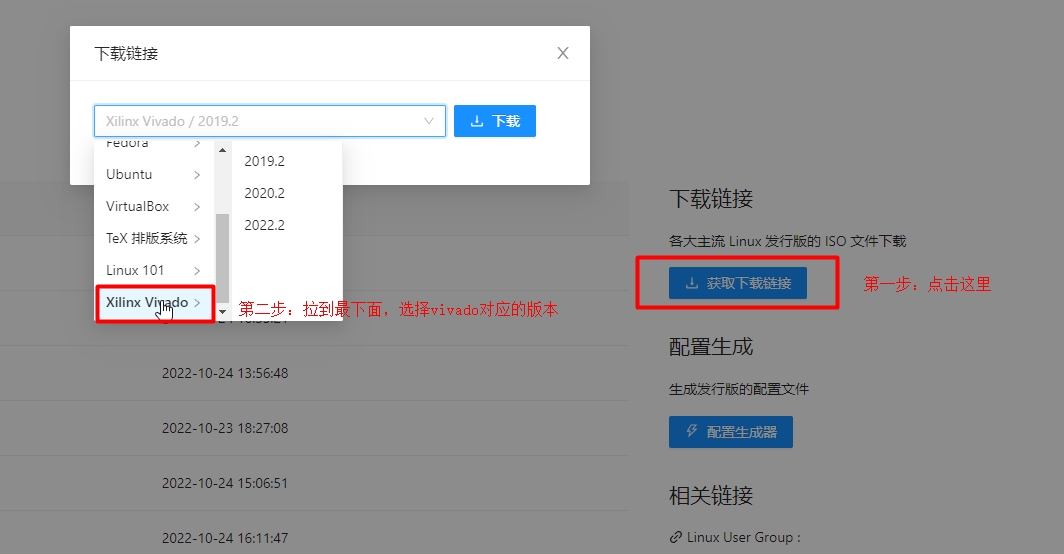 下载链接
Xilinx Vivado / 2019.2
下载
Fedora
Ubuntu
VirtualBox
TeX 排版系统
Linux 101
Xilinx Vivado
2019.2
2020.2
2022.2
第二步：拉到最下面，选择vivado对应的版本
2022-10-24 13:56:48
2022-10-23 18:27:08
2022-10-24 15:06:51
2022-10-24 16:11:47
下载链接
各大主流 Linux 发行版的 ISO 文件下载
获取下载链接
第一步：点击这里
配置生成
生成发行版的配置文件
配置生成器
相关链接
Linux User Group :